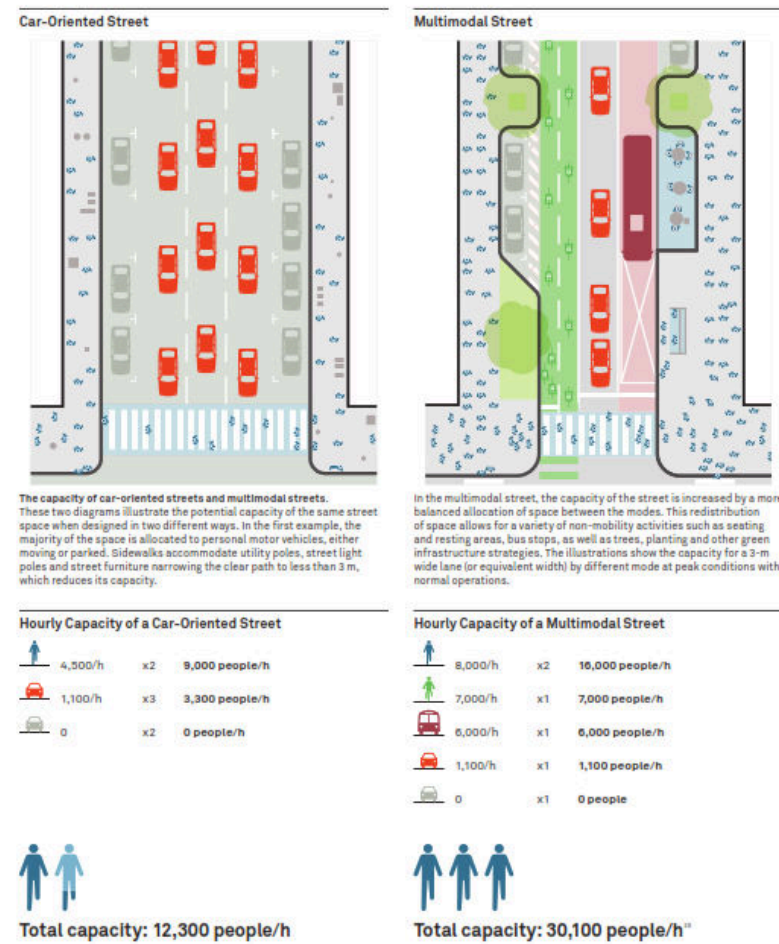 Car-Oriented Street
The capacity of car-oriented streets and multimodal streets.
These two diagrams illustrate the potential capacity of the same street
space when designed in two different ways. In the first example, the
majority of the space is allocated to personal motor vehicles, either
moving or parked. Sidewalks accommodate utility poles, street light
poles and street furniture narrowing the clear path to less than 3 m,
which reduces its capacity.
Hourly Capacity of a Car-Oriented Street
4,500/h x2 9,000 people/h
1,100/h x3 3,300 people/h
0 x2 0 people/h
Total capacity: 12,300 people/h
Multimodal Street
In the multimodal street, the capacity of the street is increased by a more
balanced allocation of space between the modes. This redistribution
of space allows for a variety of non-mobility activities such as seating
and resting areas, bus stops, as well as trees, planting and other green
infrastructure strategies. The illustrations show the capacity for a 3-m
wide lane (or equivalent width) by different mode at peak conditions with
normal operations.
Hourly Capacity of a Multimodal Street
8,000/h x2 16,000 people/h
7,000/h x1 7,000 people/h
6,000/h x1 6,000 people/h
1,100/h x1 1,100 people/h
0 x1 0 people
Total capacity: 30,100 people/h